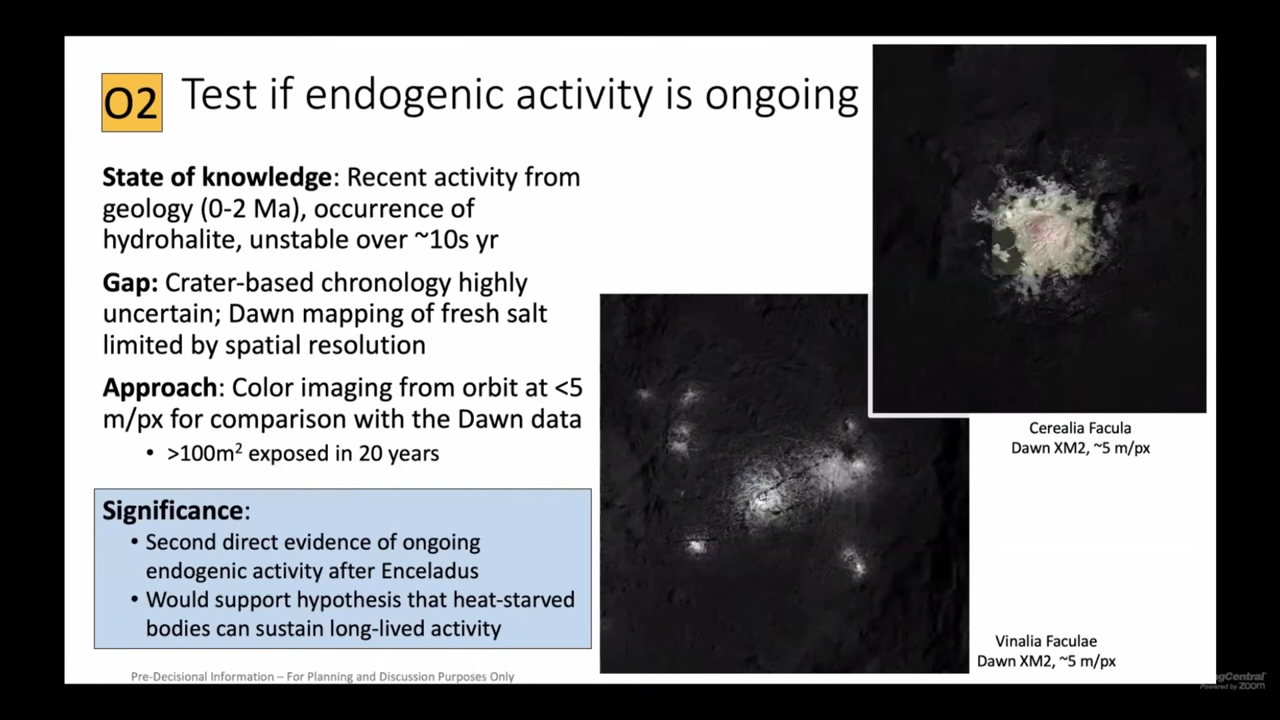 O2 Test if endogenic activity is ongoing
State of knowledge: Recent activity from
geology (0-2 Ma), occurrence of
hydrohalite, unstable over ~10s yr
Gap: Crater-based chronology highly
uncertain; Dawn mapping of fresh salt
limited by spatial resolution
Approach: Color imaging from orbit at <5
m/px for comparison with the Dawn data
• >100m² exposed in 20 years
Significance:
• Second direct evidence of ongoing
endogenic activity after Enceladus
• Would support hypothesis that heat-starved
bodies can sustain long-lived activity
Cerealia Facula
Dawn XM2, ~5 m/px
Vinalia Faculae
Dawn XM2, ~5 m/px
Pre-Decisional Information – For Planning and Discussion Purposes Only
Powered by zoom